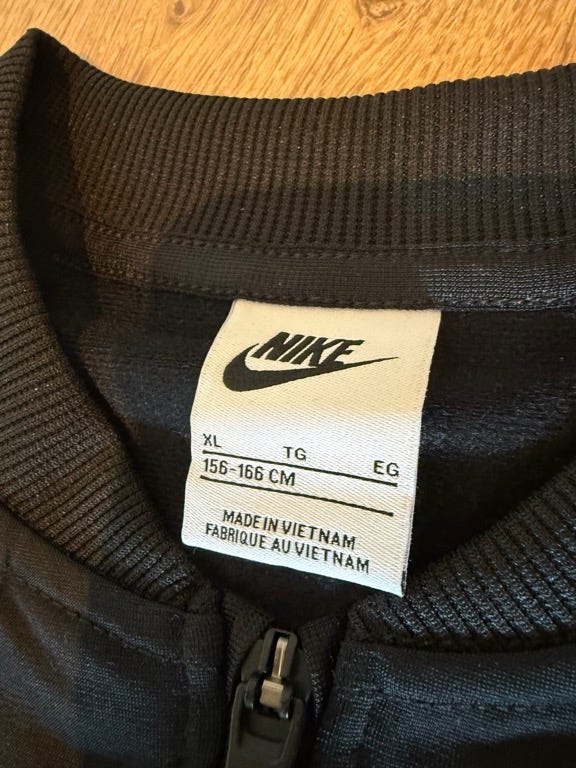 NIKE
XL TG EG
156-166 CM
MADE IN VIETNAM
FABRIQUE AU VIETNAM